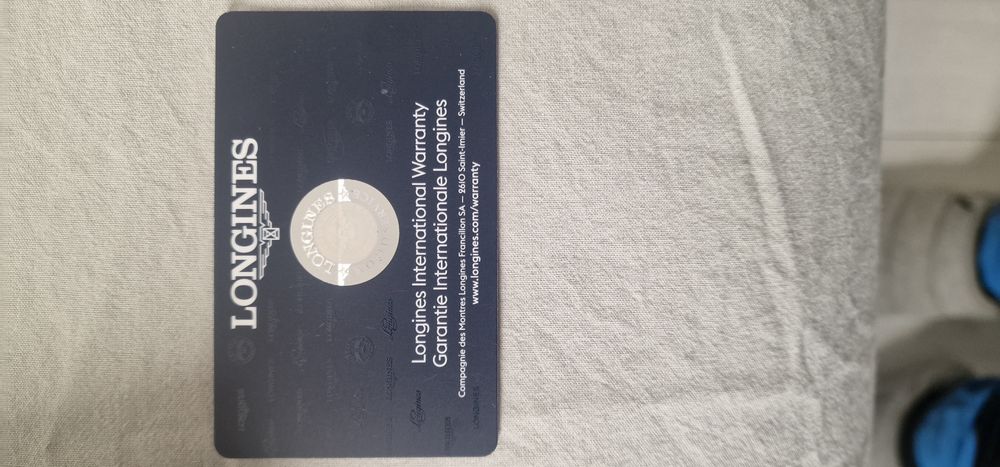 LONGINES
LONGINES
Longines International Warranty
Garantie Internationale Longines
Compagnie des Montres Longines Francillon SA – 2610 Saint-Imier – Switzerland
www.longines.com/warranty